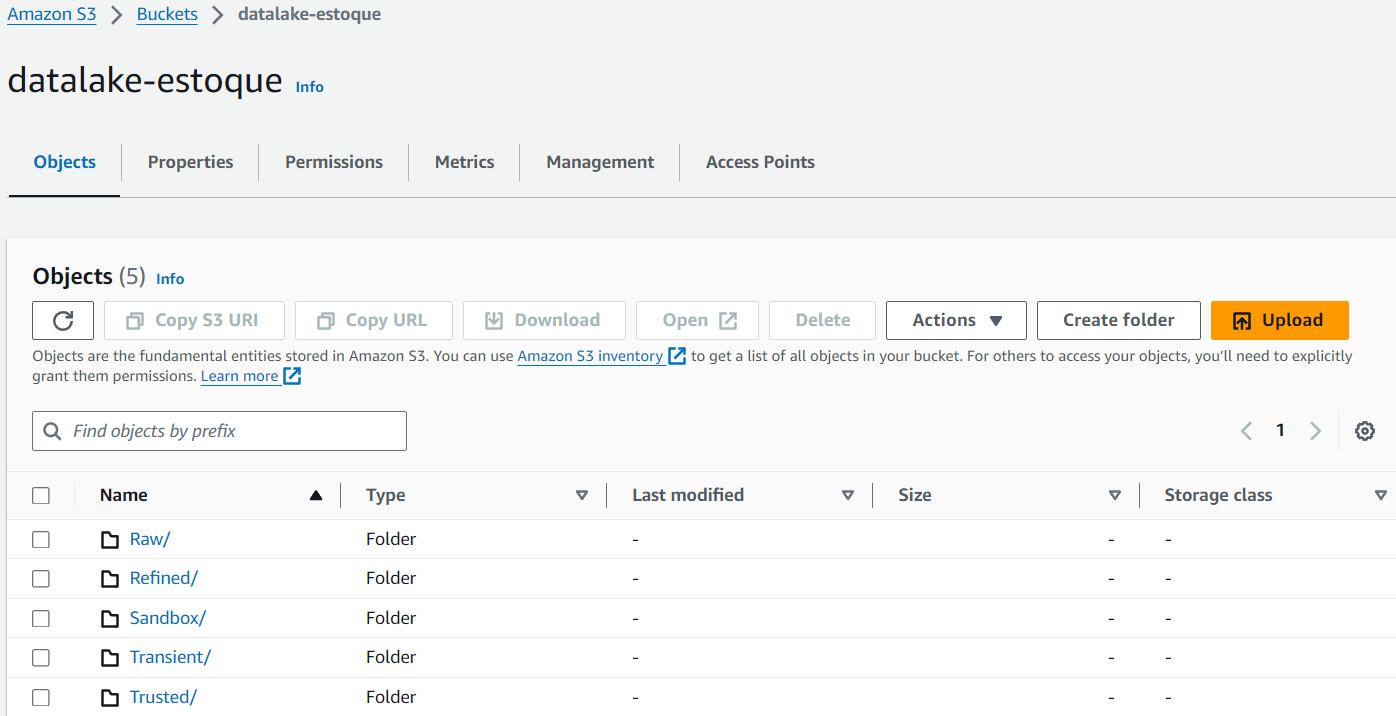 Amazon S3 > Buckets > datalake-estoque
datalake-estoque Info
Objects Properties Permissions Metrics Management Access Points
Objects (5) Info
Copy S3 URI Copy URL Download Open Delete Actions Create folder Upload
Objects are the fundamental entities stored in Amazon S3. You can use Amazon S3 inventory to get a list of all objects in your bucket. For others to access your objects, you’ll need to explicitly
grant them permissions. Learn more
Find objects by prefix 1
Name Type Last modified Size Storage class
Raw/ Folder - - -
Refined/ Folder - - -
Sandbox/ Folder - - -
Transient/ Folder - - -
Trusted/ Folder - - -